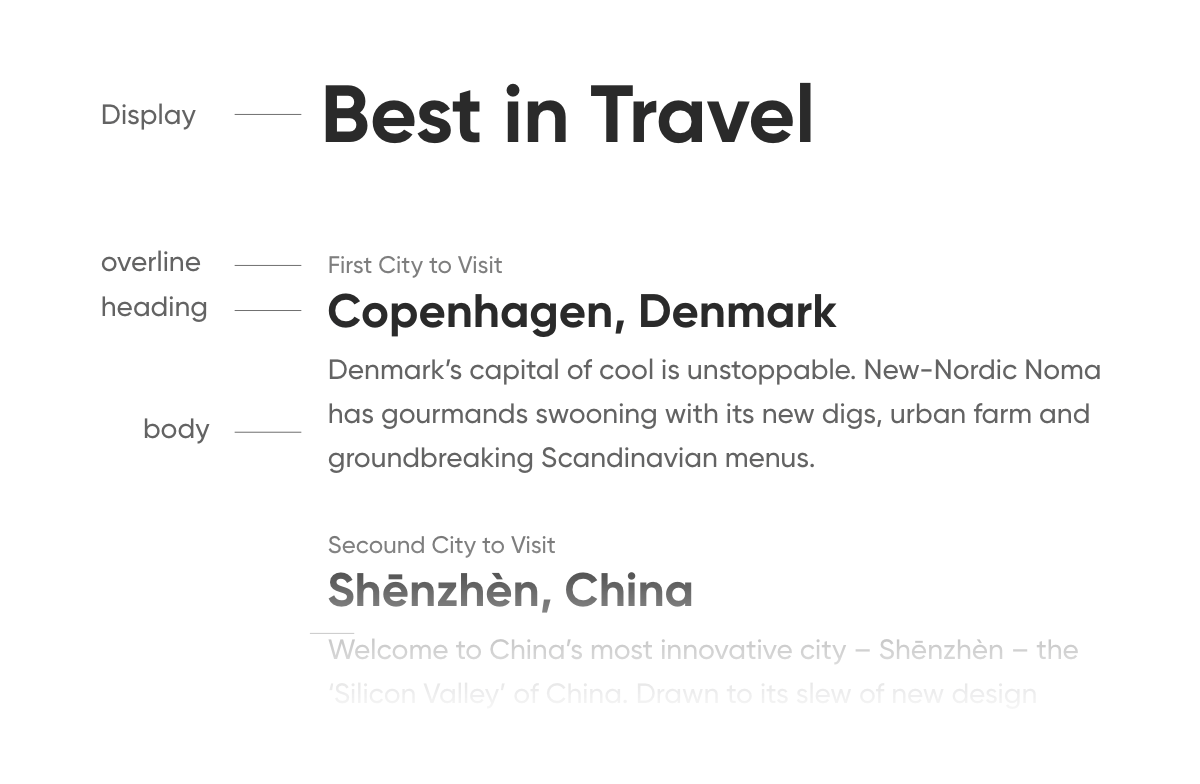 Display
Best in Travel
overline
First City to Visit
heading
Copenhagen, Denmark
Denmark’s capital of cool is unstoppable. New-Nordic Noma
has gourmands swooning with its new digs, urban farm and
body
groundbreaking Scandinavian menus.
Secound City to Visit
Shēnzhèn, China
Welcome to China’s most innovative city – Shēnzhèn – the
‘Silicon Valley’ of China. Drawn to its slew of new design